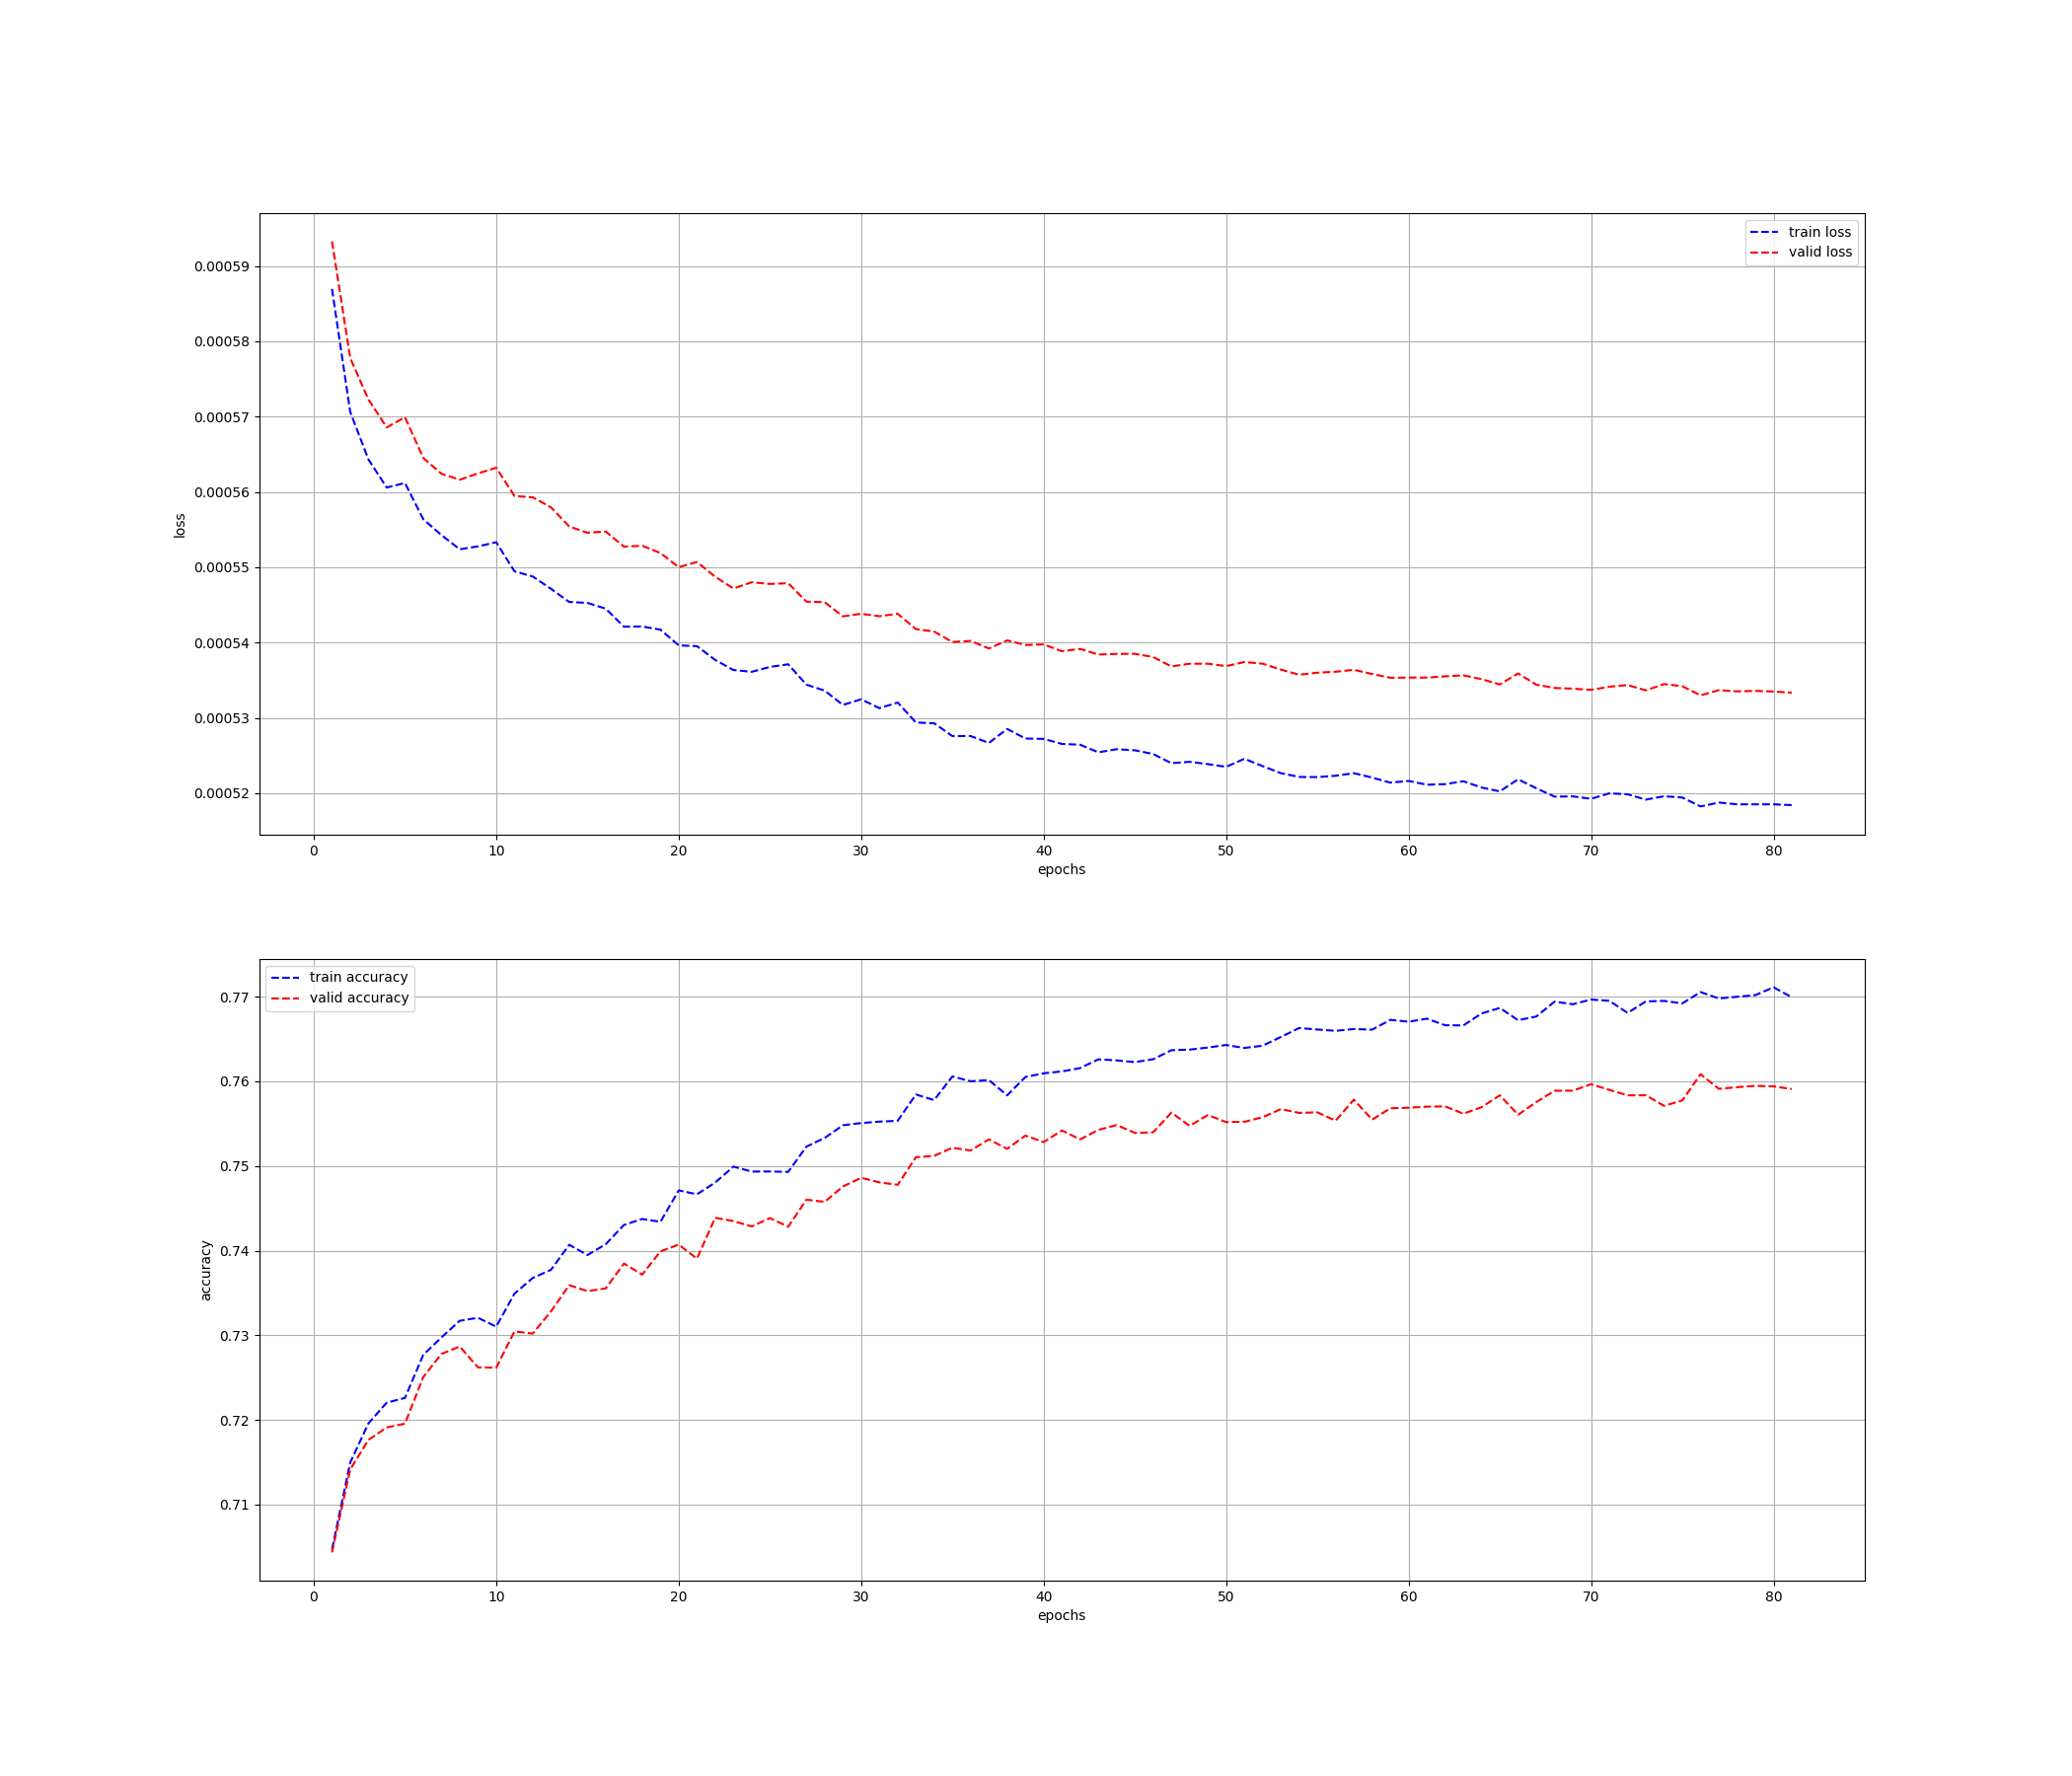 train loss
valid loss
0.00059
0.00058
0.00057
0.00056
0.00055
0.00054
0.00053
0.00052
loss
0 10 20 30 40 50 60 70 80
epochs
train accuracy
valid accuracy
0.77
0.76
0.75
0.74
0.73
0.72
0.71
accuracy
0 10 20 30 40 50 60 70 80
epochs